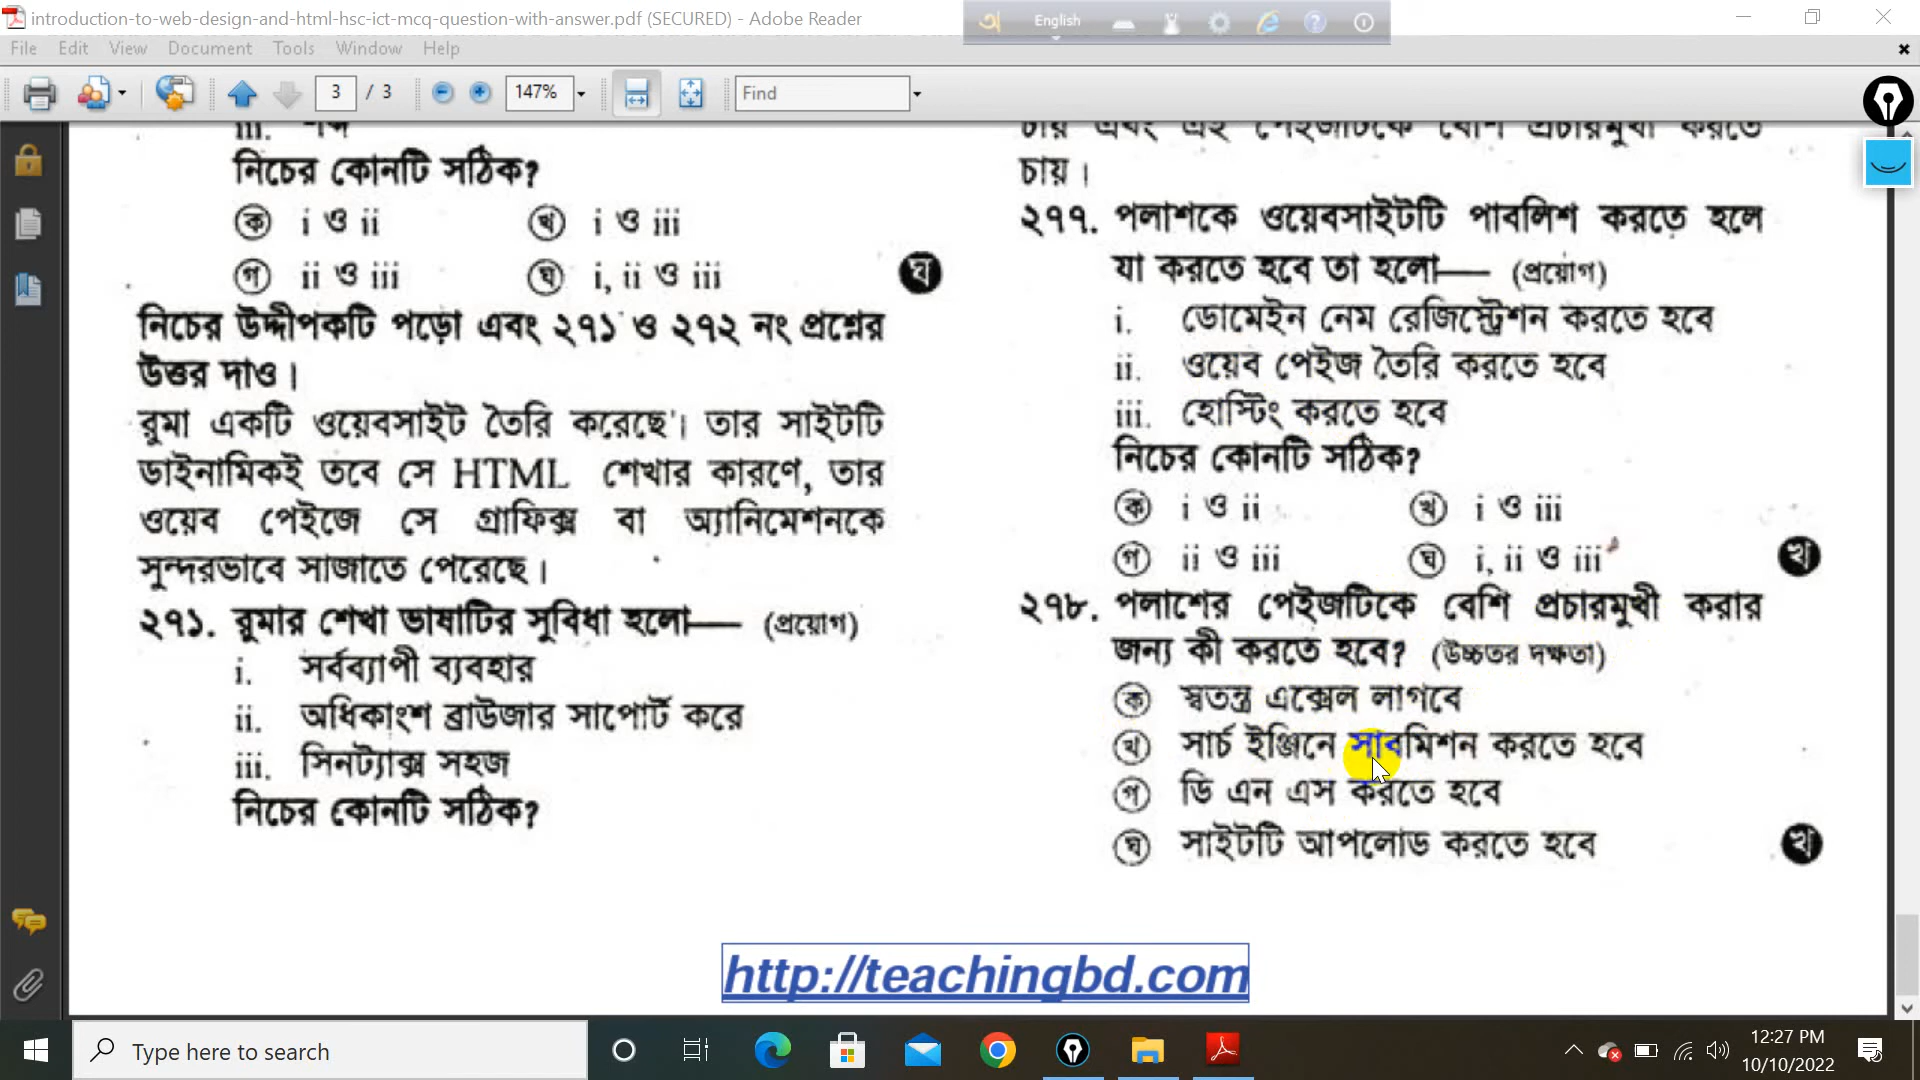 introduction-to-web-design-and-html-hsc-ict-mcq-question-with-answer.pdf (SECURED) - Adobe Reader
অ English
File Edit View Document Tools Window Help
3 / 3 147% Find
iii.
নিচের কোনটি সঠিক?
ক i ও ii খ i ও iii
গ ii ও iii ঘ i, ii ও iii ঘ
নিচের উদ্দীপকটি পড়ো এবং ২৭১ ও ২৭২ নং প্রশ্নের
উত্তর দাও।
রুমা একটি ওয়েবসাইট তৈরি করেছে। তার সাইটটি
ডাইনামিকই তবে সে HTML শেখার কারণে, তার
ওয়েব পেইজে সে গ্রাফিক্স বা অ্যানিমেশনকে
সুন্দরভাবে সাজাতে পেরেছে।
২৭১. রুমার শেখা ভাষাটির সুবিধা হলো— (প্রয়োগ)
i. সর্বব্যাপী ব্যবহার
ii. অধিকাংশ ব্রাউজার সাপোর্ট করে
iii. সিনট্যাক্স সহজ
নিচের কোনটি সঠিক?
চায় এবং এই পেইজটিকে বেশি প্রচারমুখী করতে
চায়।
২৭৭. পলাশকে ওয়েবসাইটটি পাবলিশ করতে হলে
যা করতে হবে তা হলো— (প্রয়োগ)
i. ডোমেইন নেম রেজিস্ট্রেশন করতে হবে
ii. ওয়েব পেইজ তৈরি করতে হবে
iii. হোস্টিং করতে হবে
নিচের কোনটি সঠিক?
ক i ও ii খ i ও iii
গ ii ও iii ঘ i, ii ও iii খ
২৭৮. পলাশের পেইজটিকে বেশি প্রচারমুখী করার
জন্য কী করতে হবে? (উচ্চতর দক্ষতা)
ক স্বতন্ত্র এক্সেল লাগবে
খ সার্চ ইঞ্জিনে সাবমিশন করতে হবে
গ ডি এন এস করতে হবে
ঘ সাইটটি আপলোড করতে হবে খ
http://teachingbd.com
Type here to search
12:27 PM
10/10/2022